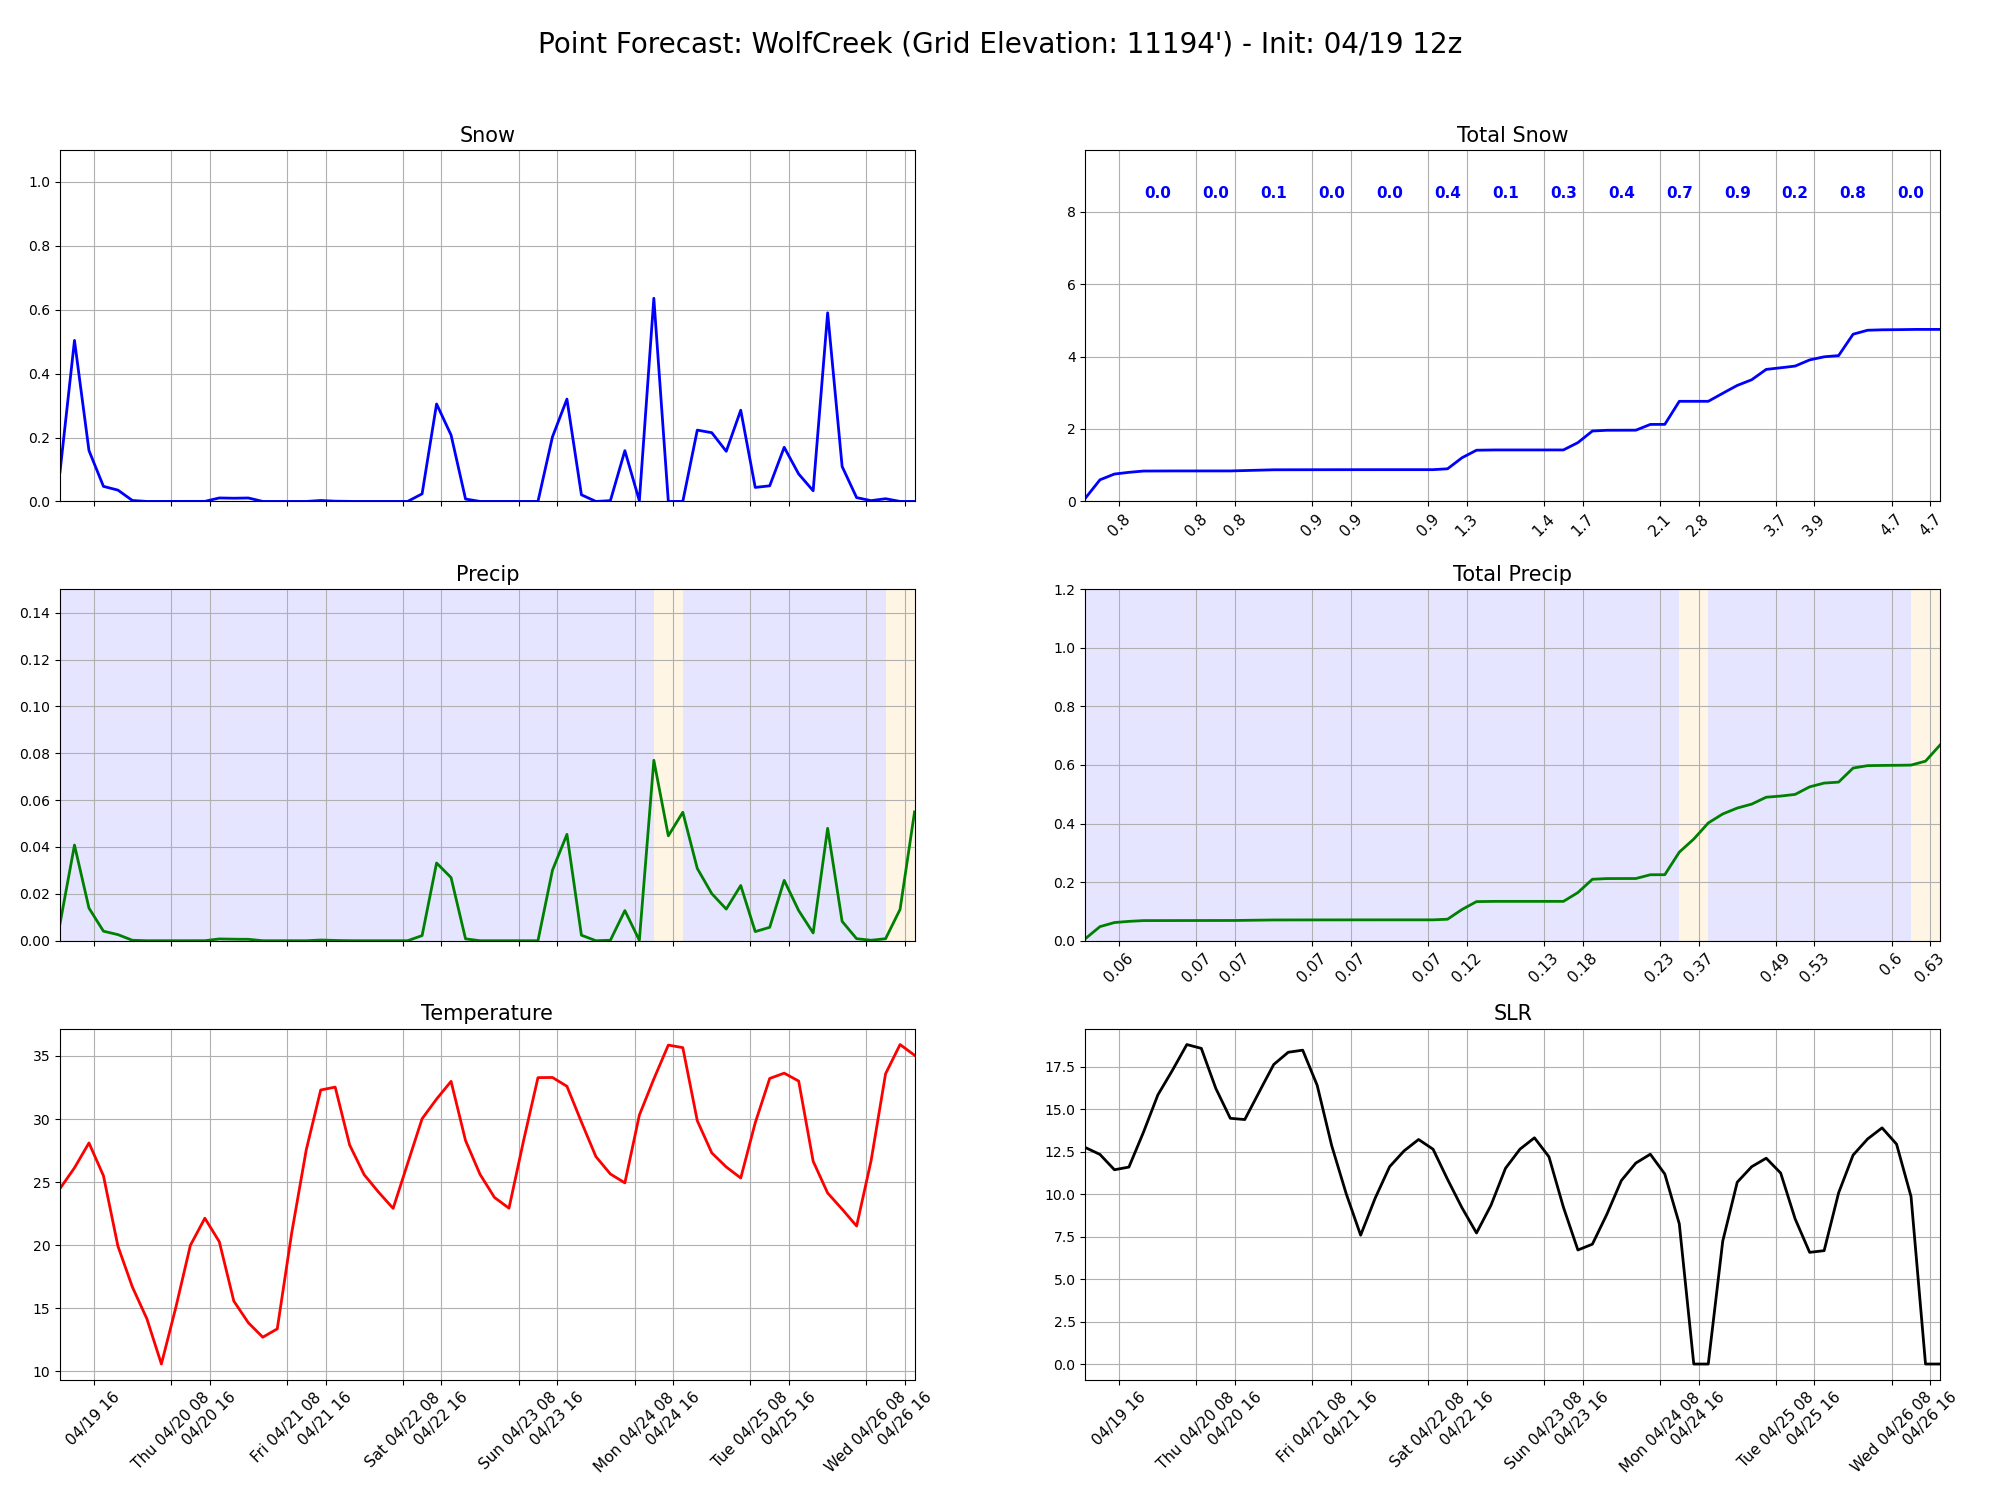 Point Forecast: WolfCreek (Grid Elevation: 11194') - Init: 04/19 12z
Snow
1.0
0.8
0.6
0.4
0.2
0.0
Total Snow
0.0 0.0 0.1 0.0 0.0 0.4 0.1 0.3 0.4 0.7 0.9 0.2 0.8 0.0
8
6
4
2
0
0.8 0.8 0.8 0.9 0.9 0.9 1.3 1.4 1.7 2.1 2.8 3.7 3.9 4.7 4.7
Precip
0.14
0.12
0.10
0.08
0.06
0.04
0.02
0.00
Total Precip
1.2
1.0
0.8
0.6
0.4
0.2
0.0
0.06 0.07 0.07 0.07 0.07 0.07 0.12 0.13 0.18 0.23 0.37 0.49 0.53 0.6 0.63
Temperature
35
30
25
20
15
10
04/19 16
Thu 04/20 08
04/20 16
Fri 04/21 08
04/21 16
Sat 04/22 08
04/22 16
Sun 04/23 08
04/23 16
Mon 04/24 08
04/24 16
Tue 04/25 08
04/25 16
Wed 04/26 08
04/26 16
SLR
17.5
15.0
12.5
10.0
7.5
5.0
2.5
0.0
04/19 16
Thu 04/20 08
04/20 16
Fri 04/21 08
04/21 16
Sat 04/22 08
04/22 16
Sun 04/23 08
04/23 16
Mon 04/24 08
04/24 16
Tue 04/25 08
04/25 16
Wed 04/26 08
04/26 16